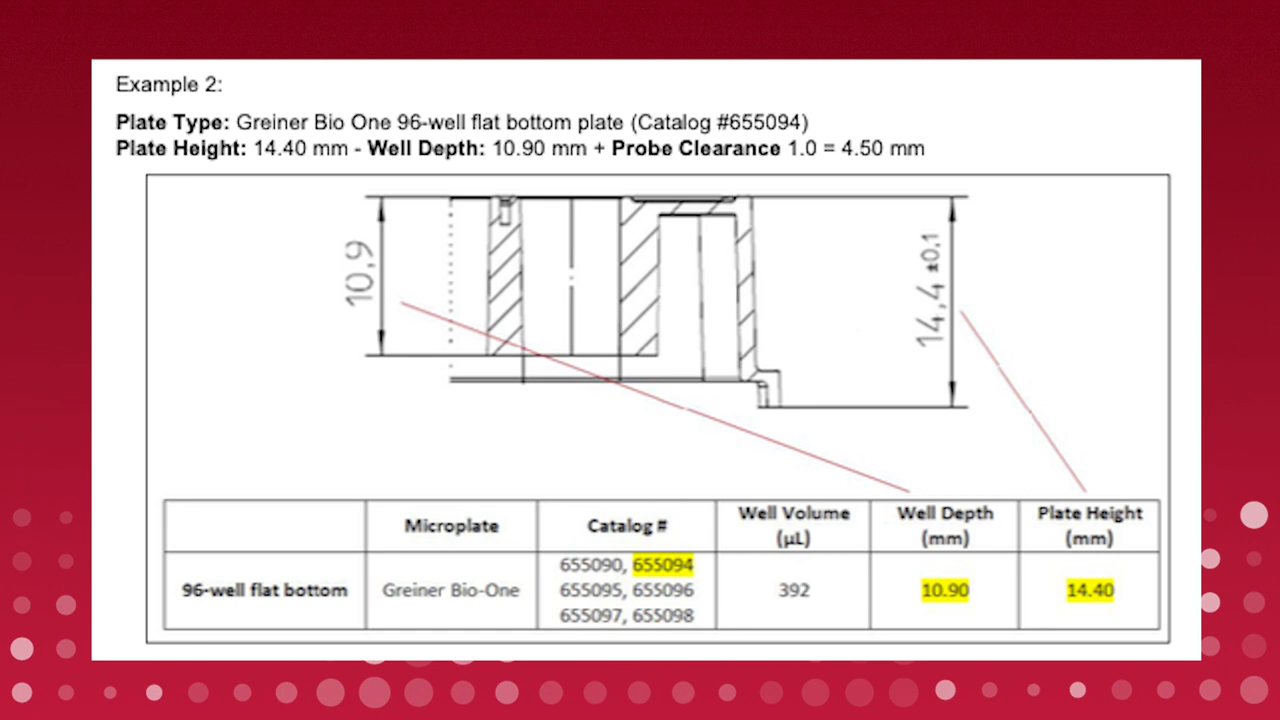 Example 2:
Plate Type: Greiner Bio One 96-well flat bottom plate (Catalog #655094)
Plate Height: 14.40 mm - Well Depth: 10.90 mm + Probe Clearance 1.0 = 4.50 mm
10,9
14,4 ±0,1
Microplate
Catalog #
Well Volume
(µL)
Well Depth
(mm)
Plate Height
(mm)
96-well flat bottom
Greiner Bio-One
655090, 655094
655095, 655096
655097, 655098
392
10.90
14.40